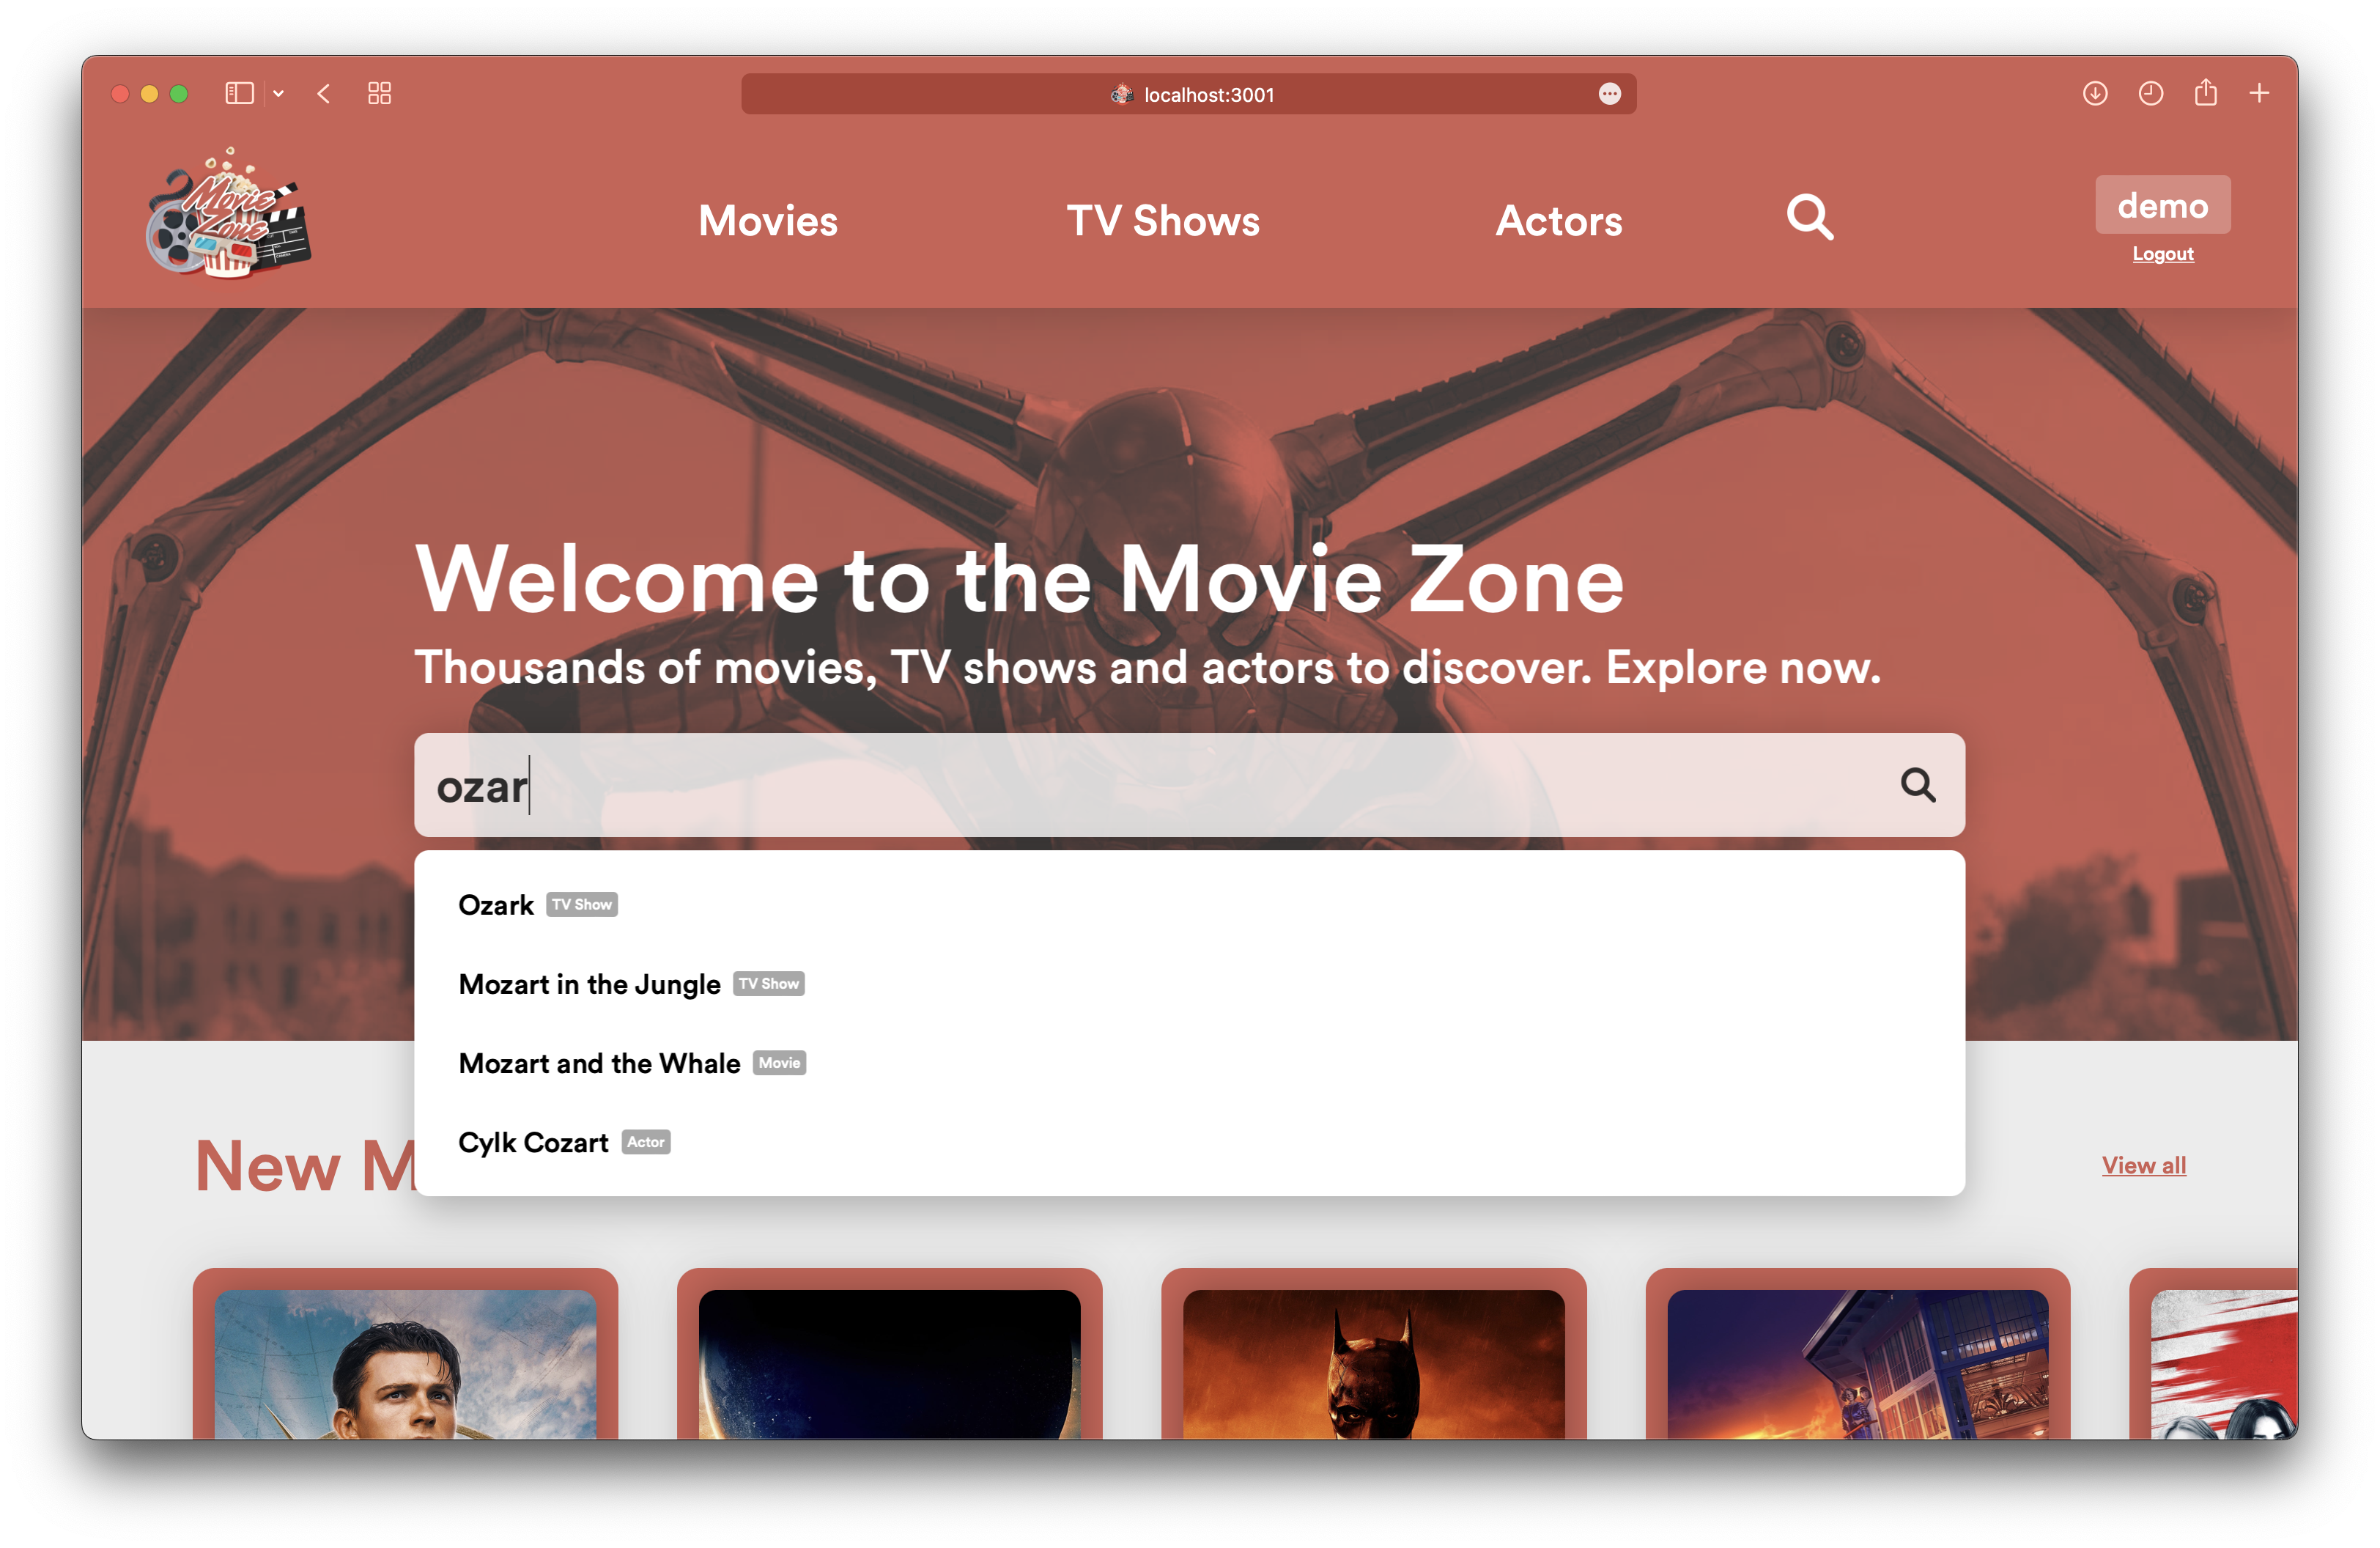 localhost:3001
Movie
Zone
Movies
TV Shows
Actors
demo
Logout
Welcome to the Movie Zone
Thousands of movies, TV shows and actors to discover. Explore now.
ozar
Ozark TV Show
Mozart in the Jungle TV Show
Mozart and the Whale Movie
Cylk Cozart Actor
New M
View all